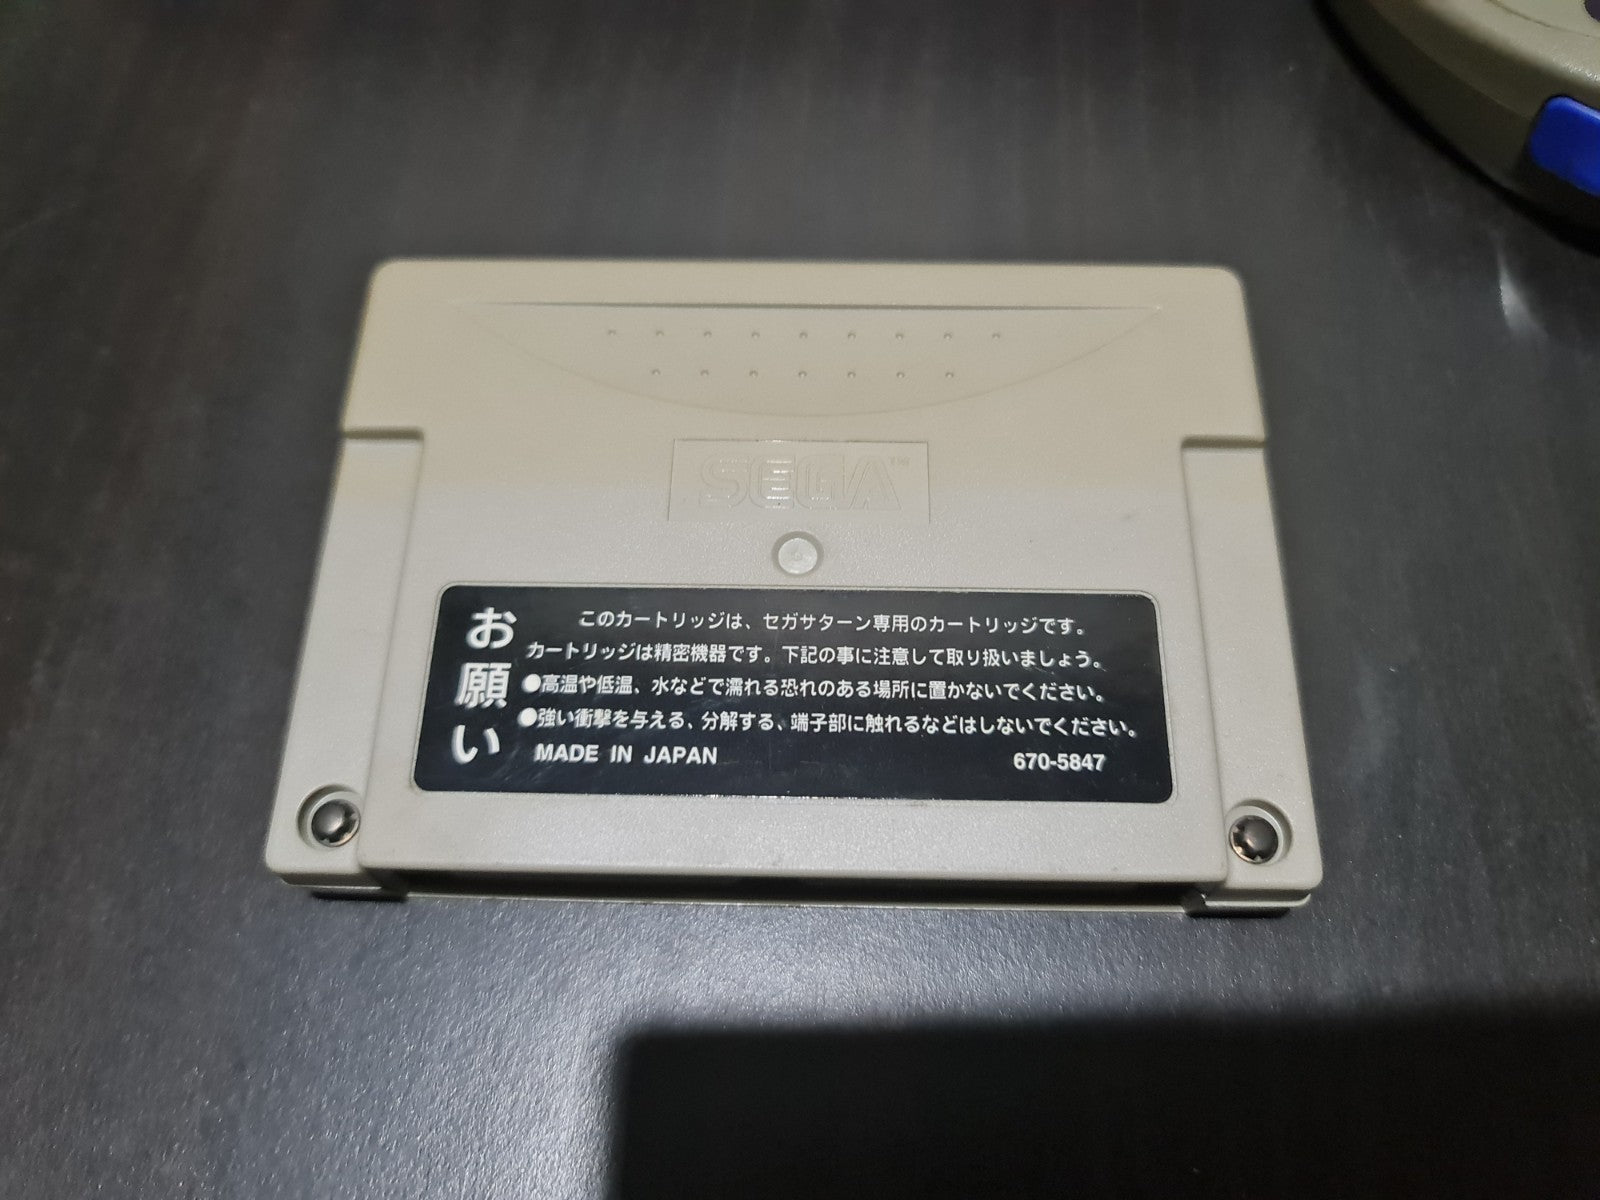 SEGA™
お願い
このカートリッジは、セガサターン専用のカートリッジです。
カートリッジは精密機器です。下記の事に注意して取り扱いましょう。
●高温や低温、水などで濡れる恐れのある場所に置かないでください。
●強い衝撃を与える、分解する、端子部に触れるなどはしないでください。
MADE IN JAPAN
670-5847